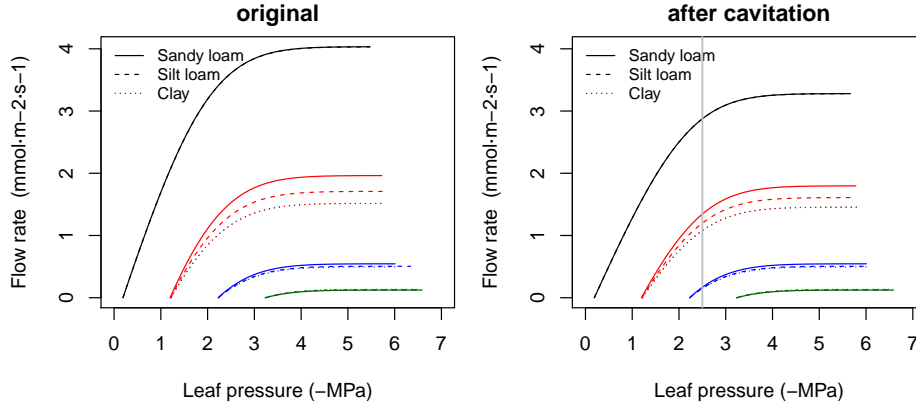 original
Flow rate  (mmol·m−2·s−1)
4
3
2
1
0
Sandy loam
Silt loam
Clay
0 1 2 3 4 5 6 7
Leaf pressure (−MPa)
after cavitation
Flow rate  (mmol·m−2·s−1)
4
3
2
1
0
Sandy loam
Silt loam
Clay
0 1 2 3 4 5 6 7
Leaf pressure (−MPa)